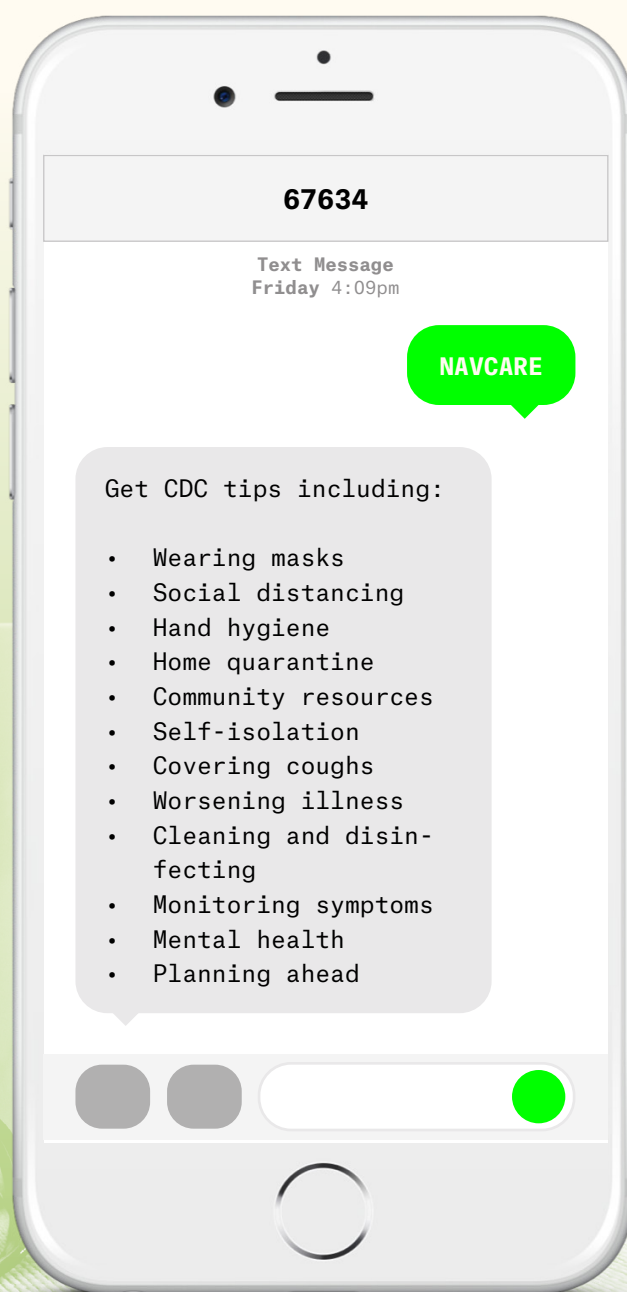 67634
Text Message
Friday 4:09pm
NAVCARE
Get CDC tips including:
• Wearing masks
• Social distancing
• Hand hygiene
• Home quarantine
• Community resources
• Self-isolation
• Covering coughs
• Worsening illness
• Cleaning and disin-
fecting
• Monitoring symptoms
• Mental health
• Planning ahead